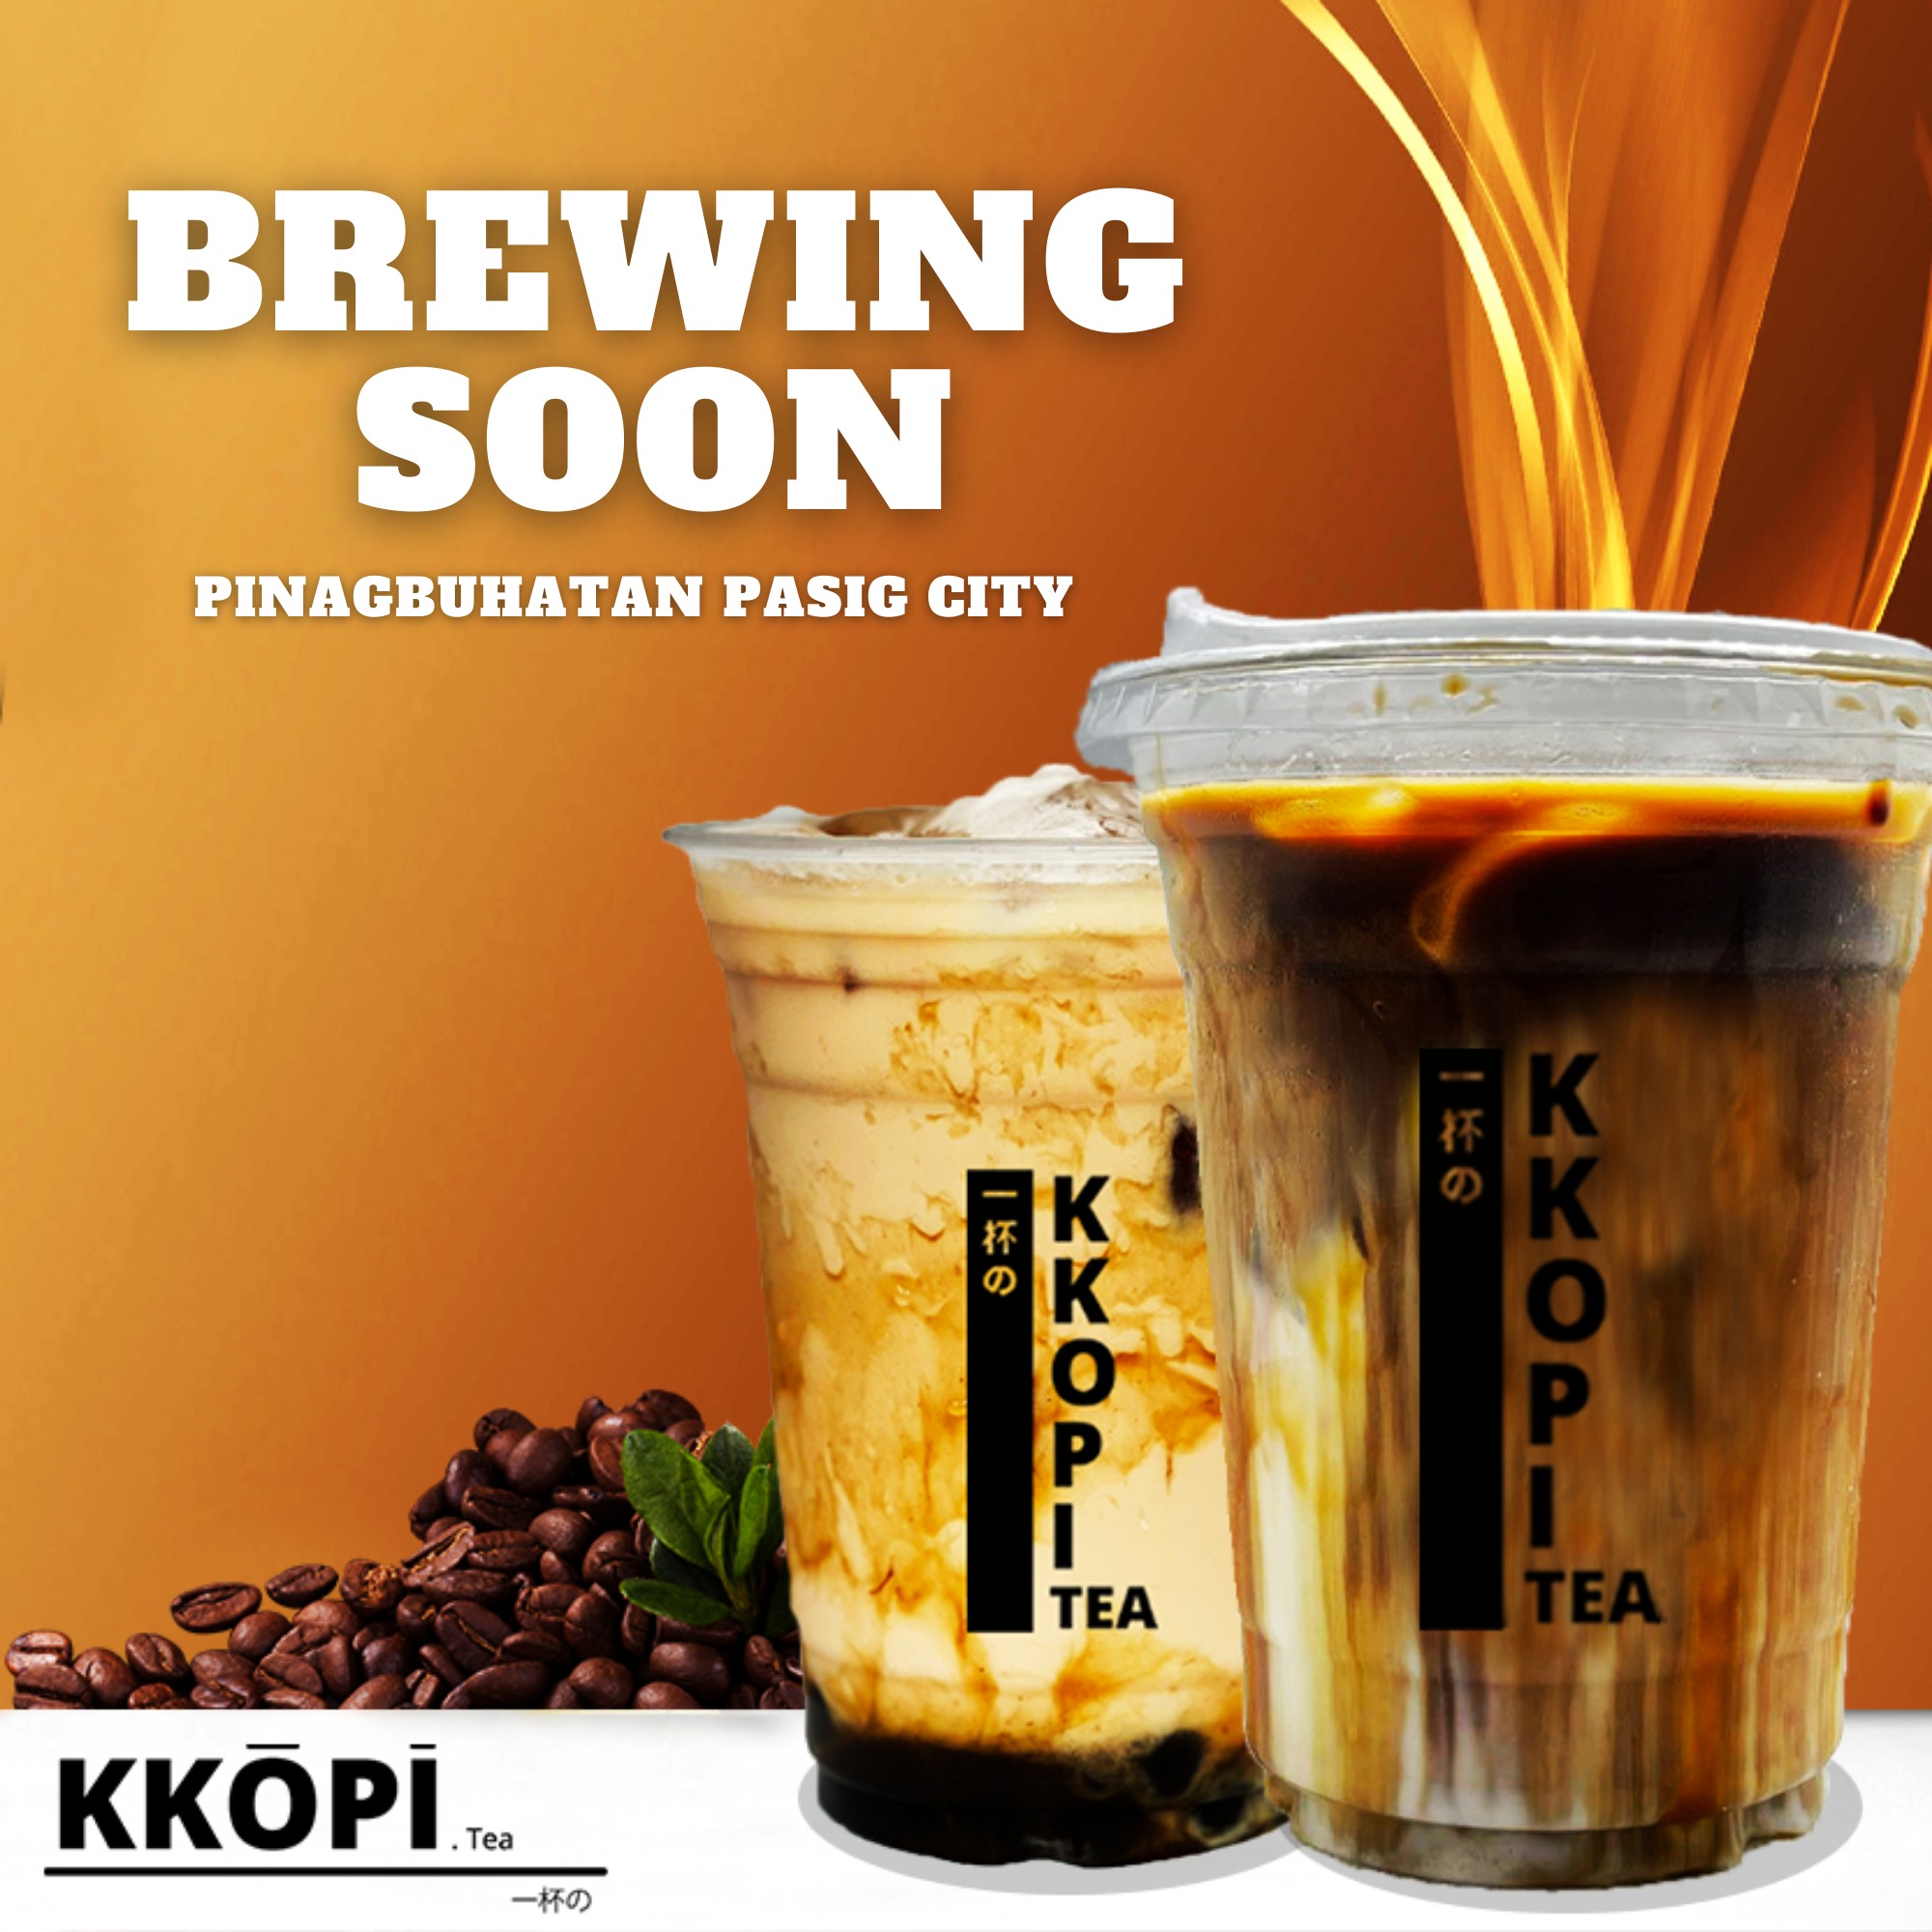 BREWING
SOON
PINAGBUHATAN PASIG CITY
一杯の
KKOPI
TEA
一杯の
KKOPI
TEA
KKŌPĪ . Tea
一杯の